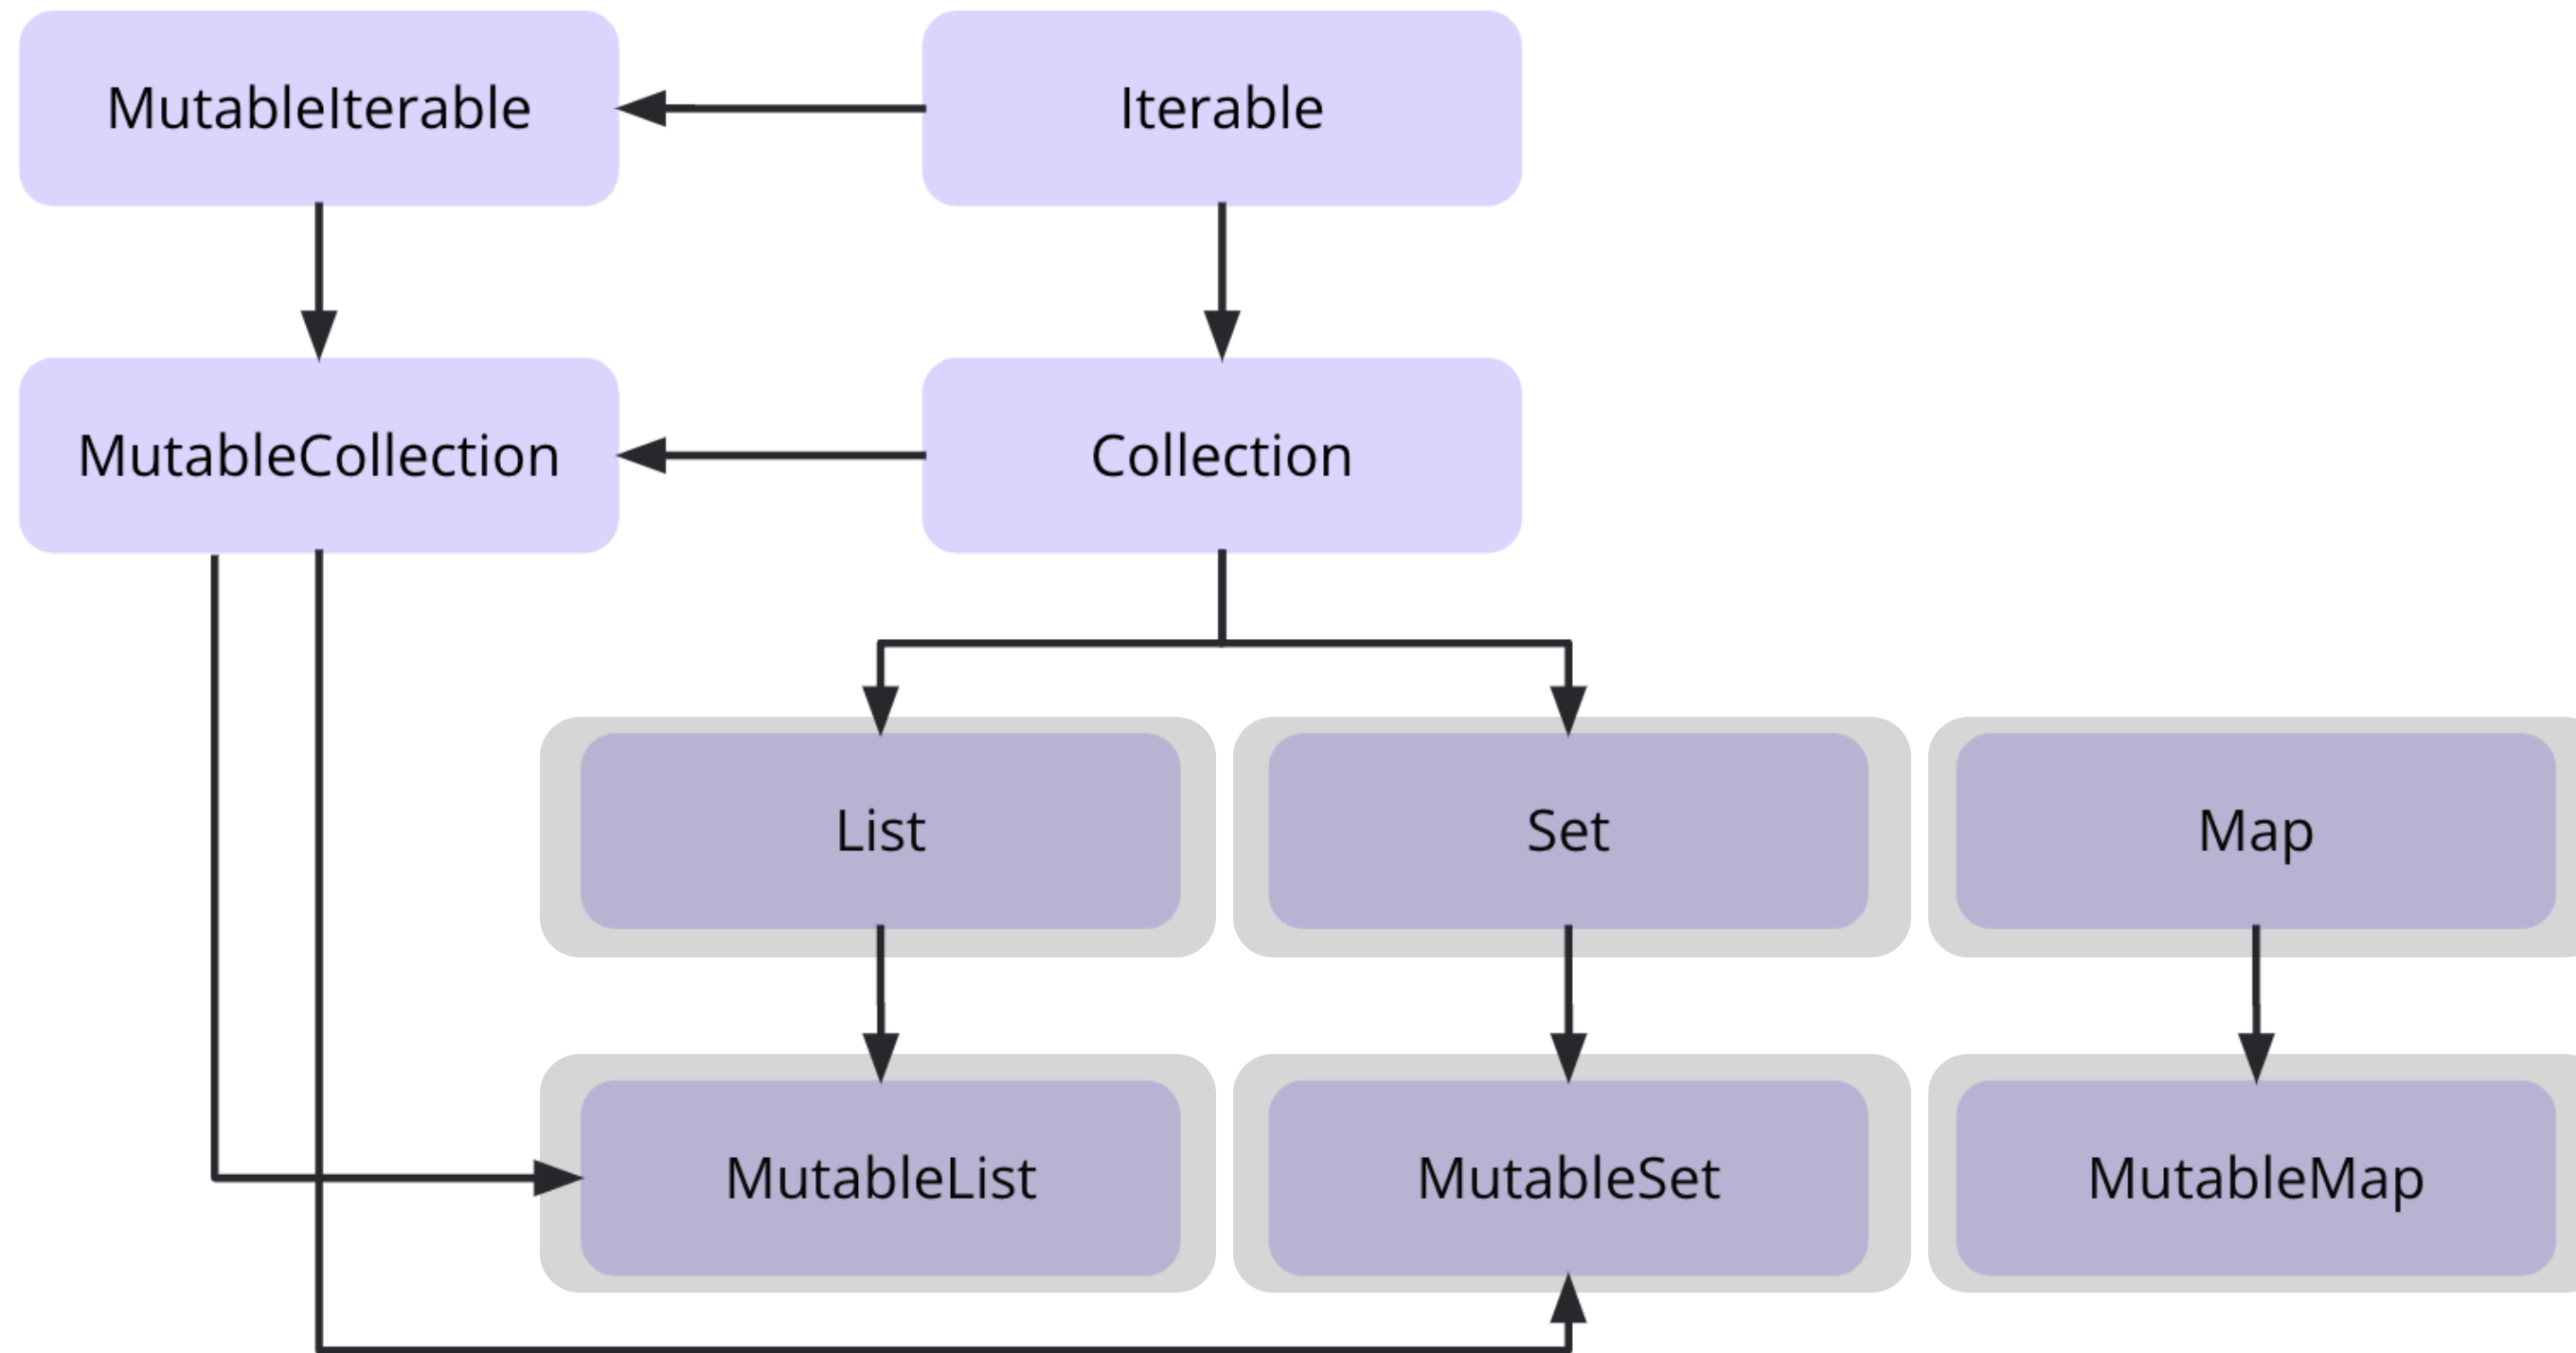 MutableIterable
Iterable
MutableCollection
Collection
List
Set
Map
MutableList
MutableSet
MutableMap